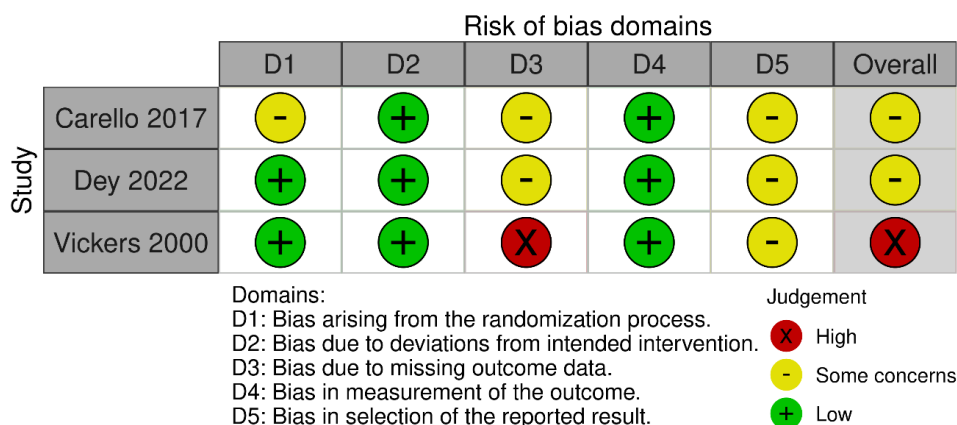 Risk of bias domains
D1 D2 D3 D4 D5 Overall
Study
Carello 2017 - + - + - -
Dey 2022 + + - + - -
Vickers 2000 + + X + - X
Domains:
D1: Bias arising from the randomization process.
D2: Bias due to deviations from intended intervention.
D3: Bias due to missing outcome data.
D4: Bias in measurement of the outcome.
D5: Bias in selection of the reported result.
Judgement
X High
- Some concerns
+ Low